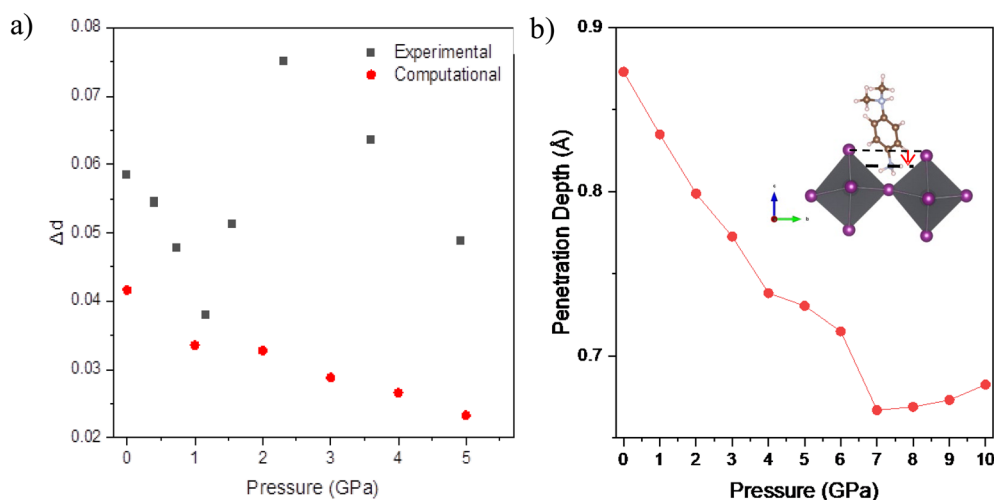 a)
0.08
0.07
0.06
0.05
0.04
0.03
0.02
Δd
0 1 2 3 4 5
Pressure (GPa)
Experimental
Computational
b)
0.9
0.8
0.7
Penetration Depth (Å)
0 1 2 3 4 5 6 7 8 9 10
Pressure (GPa)
c
b